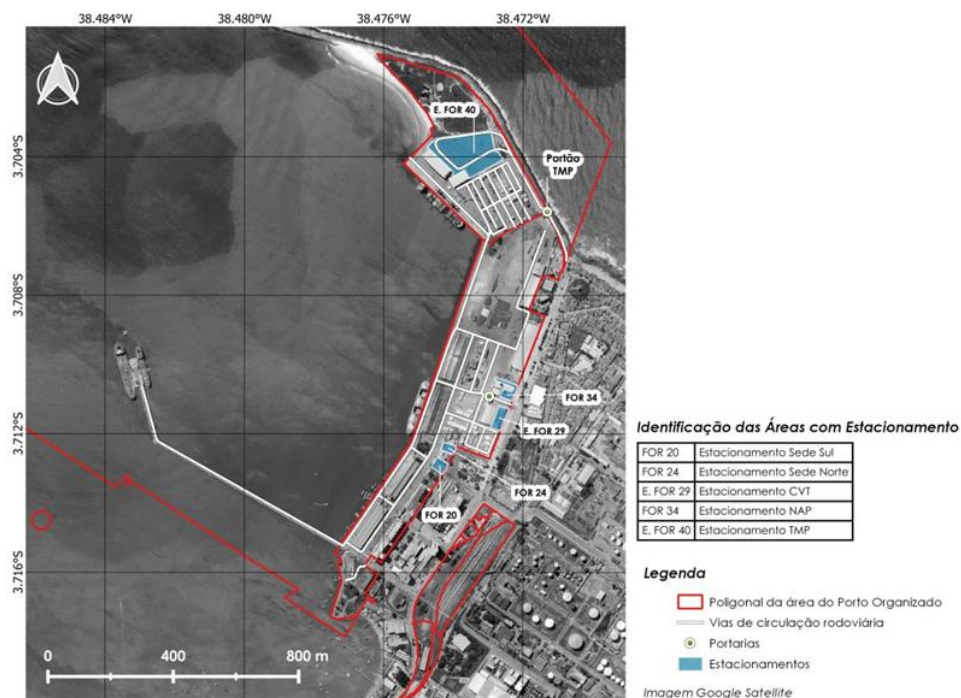 38.484°W 38.480°W 38.476°W 38.472°W
3.704°S
3.708°S
3.712°S
3.716°S
E. FOR 40
Portão
TMP
FOR 34
E. FOR 29
FOR 24
FOR 20
0 400 800 m
Identificação das Áreas com Estacionamento
FOR 20 Estacionamento Sede Sul
FOR 24 Estacionamento Sede Norte
E. FOR 29 Estacionamento CVT
FOR 34 Estacionamento NAP
E. FOR 40 Estacionamento TMP
Legenda
Poligonal da área do Porto Organizado
Vias de circulação rodoviária
Portarias
Estacionamentos
Imagem Google Satellite